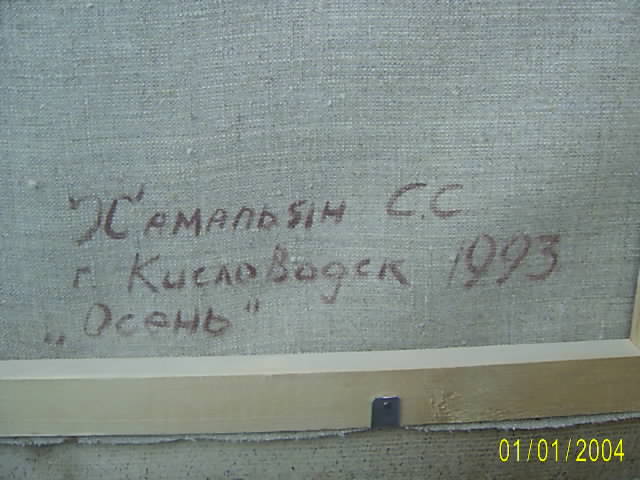 Жамальян С.С
г. Кисловодск 1993
„Осень"
01/01/2004